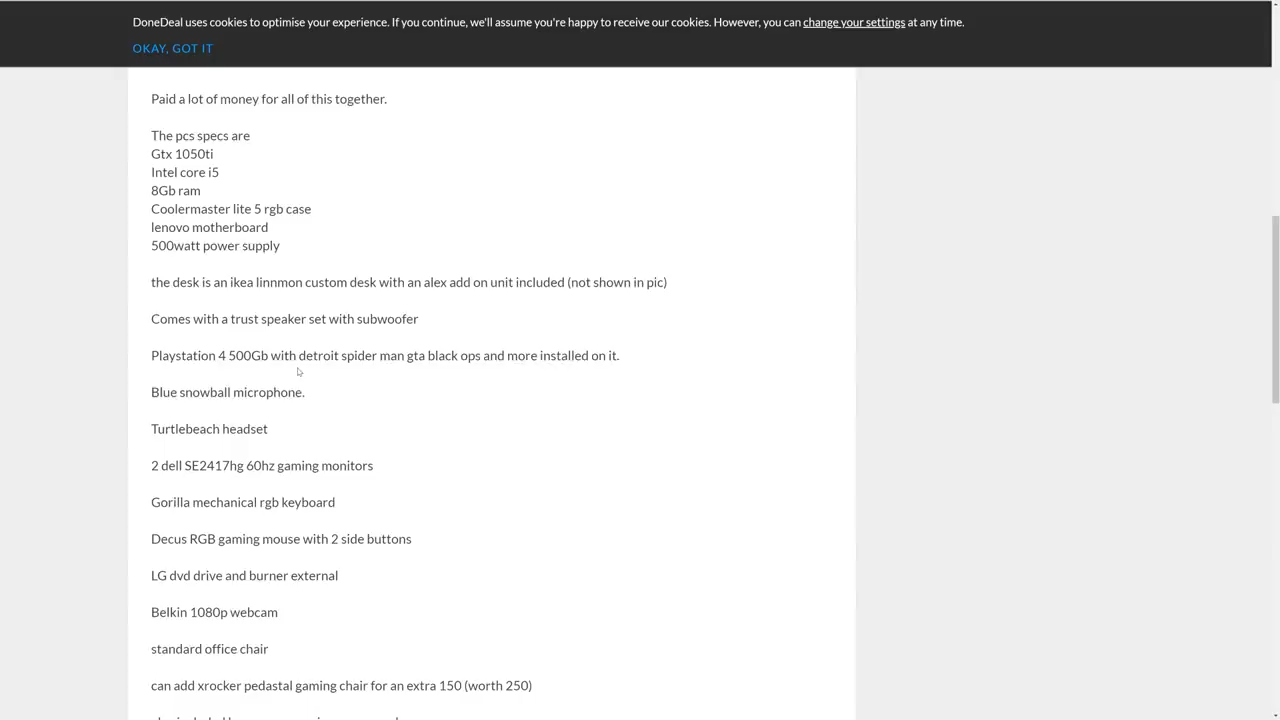 DoneDeal uses cookies to optimise your experience. If you continue, we'll assume you're happy to receive our cookies. However, you can change your settings at any time.
OKAY, GOT IT
Paid a lot of money for all of this together.
The pcs specs are
Gtx 1050ti
Intel core i5
8Gb ram
Coolermaster lite 5 rgb case
lenovo motherboard
500watt power supply
the desk is an ikea linnmon custom desk with an alex add on unit included (not shown in pic)
Comes with a trust speaker set with subwoofer
Playstation 4 500Gb with detroit spider man gta black ops and more installed on it.
Blue snowball microphone.
Turtlebeach headset
2 dell SE2417hg 60hz gaming monitors
Gorilla mechanical rgb keyboard
Decus RGB gaming mouse with 2 side buttons
LG dvd drive and burner external
Belkin 1080p webcam
standard office chair
can add xrocker pedastal gaming chair for an extra 150 (worth 250)